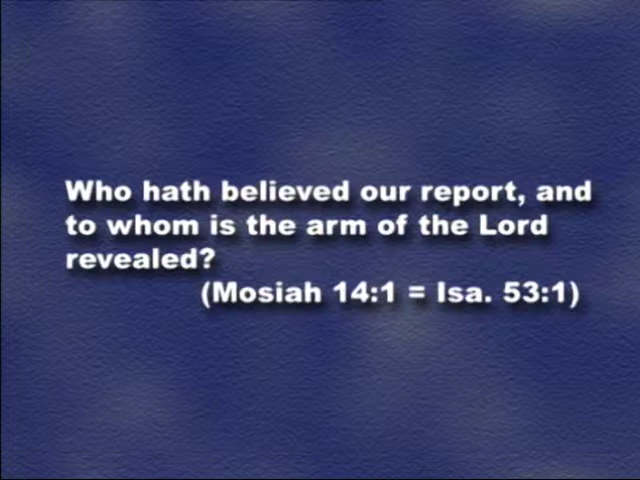 Who hath believed our report, and
to whom is the arm of the Lord
revealed?
(Mosiah 14:1 = Isa. 53:1)